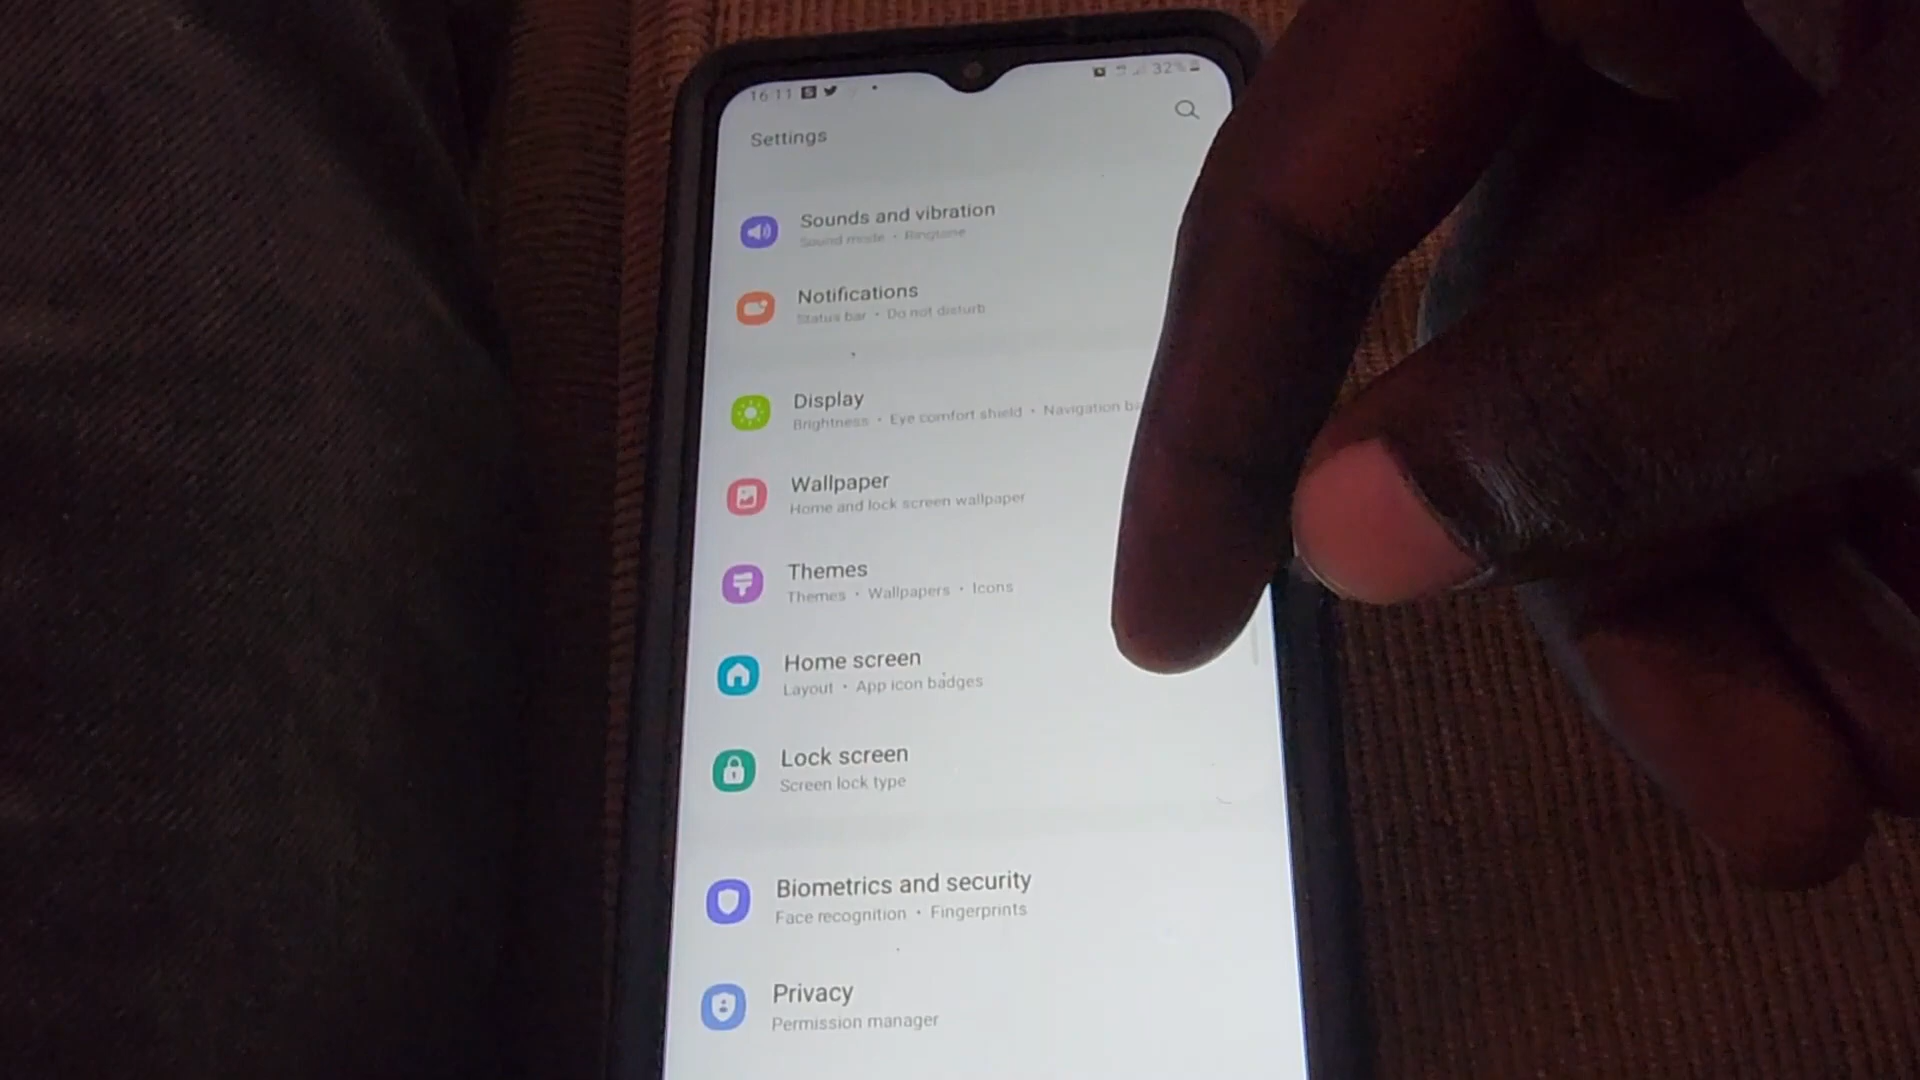 16:11
32%
Settings
Sounds and vibration
Sound mode • Ringtone
Notifications
Status bar • Do not disturb
Display
Brightness • Eye comfort shield • Navigation
Wallpaper
Home and lock screen wallpaper
Themes
Themes • Wallpapers • Icons
Home screen
Layout • App icon badges
Lock screen
Screen lock type
Biometrics and security
Face recognition • Fingerprints
Privacy
Permission manager